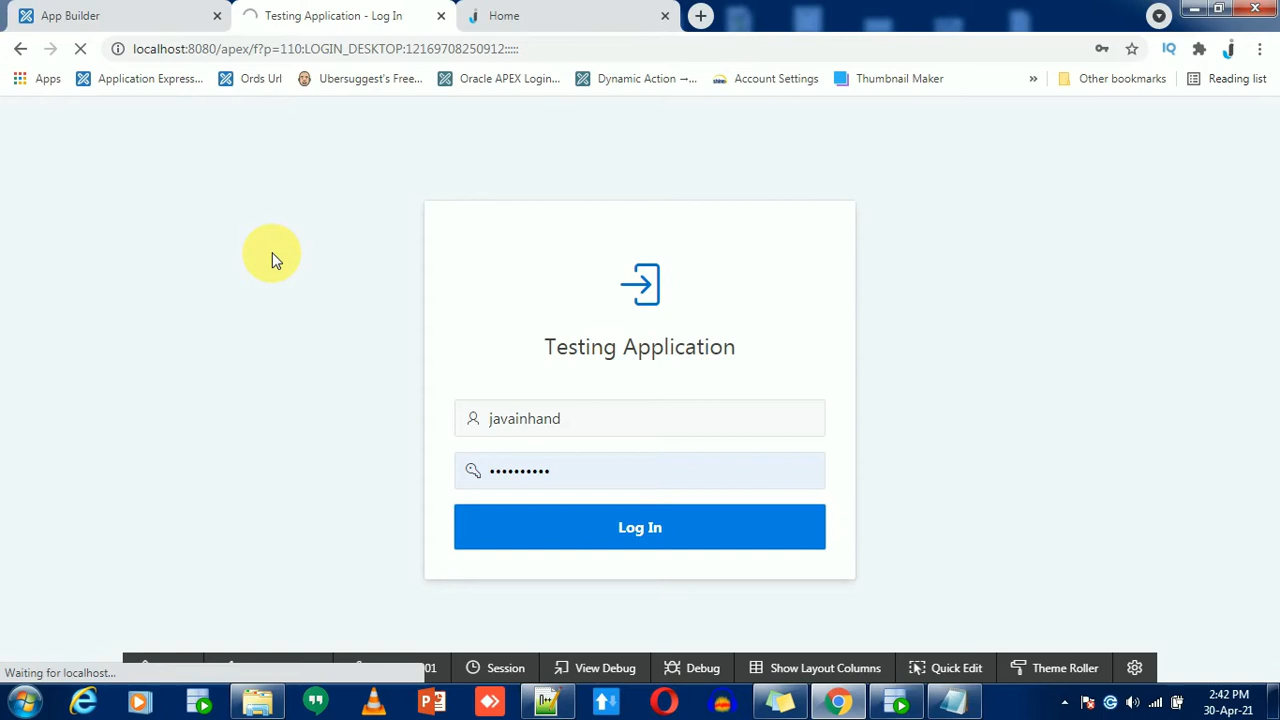 App Builder
Testing Application - Log In
Home
localhost:8080/apex/f?p=110:LOGIN_DESKTOP:12169708250912:::::
IQ
Apps
Application Express...
Ords Url
Ubersuggest's Free...
Oracle APEX Login...
Dynamic Action →...
Account Settings
Thumbnail Maker
»
Other bookmarks
Reading list
Testing Application
javainhand
••••••••••
Log In
Waiting for localhost...
Session
View Debug
Debug
Show Layout Columns
Quick Edit
Theme Roller
2:42 PM
30-Apr-21